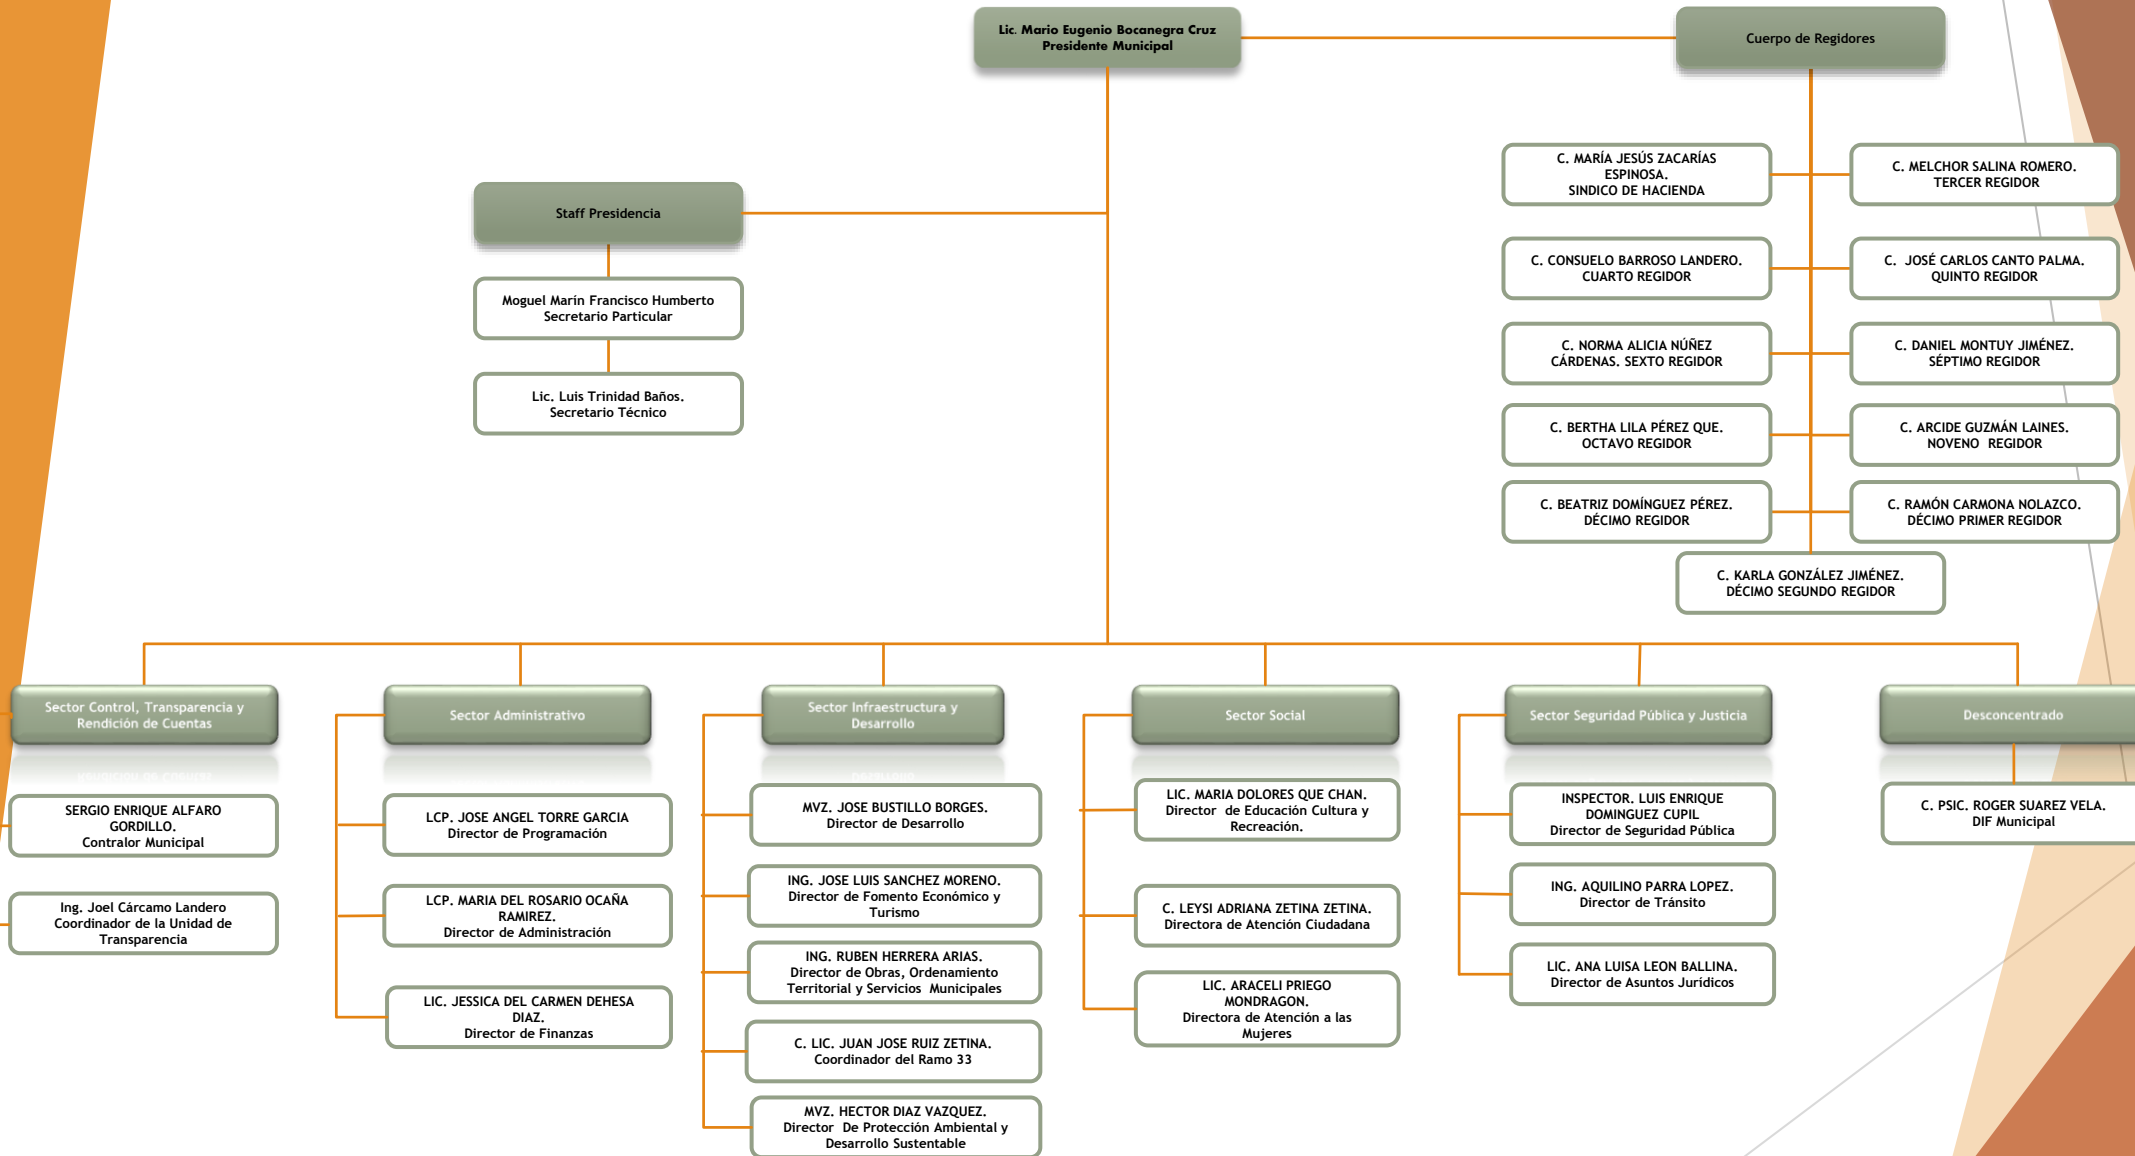 Lic. Mario Eugenio Bocanegra Cruz
Presidente Municipal
Cuerpo de Regidores
C. MARÍA JESÚS ZACARÍAS
ESPINOSA.
SINDICO DE HACIENDA
C. MELCHOR SALINA ROMERO.
TERCER REGIDOR
C. CONSUELO BARROSO LANDERO.
CUARTO REGIDOR
C. JOSÉ CARLOS CANTO PALMA.
QUINTO REGIDOR
C. NORMA ALICIA NÚÑEZ
CÁRDENAS. SEXTO REGIDOR
C. DANIEL MONTUY JIMÉNEZ.
SÉPTIMO REGIDOR
C. BERTHA LILA PÉREZ QUE.
OCTAVO REGIDOR
C. ARCIDE GUZMÁN LAINES.
NOVENO REGIDOR
C. BEATRIZ DOMÍNGUEZ PÉREZ.
DÉCIMO REGIDOR
C. RAMÓN CARMONA NOLAZCO.
DÉCIMO PRIMER REGIDOR
C. KARLA GONZÁLEZ JIMÉNEZ.
DÉCIMO SEGUNDO REGIDOR
Staff Presidencia
Moguel Marín Francisco Humberto
Secretario Particular
Lic. Luis Trinidad Baños.
Secretario Técnico
Sector Control, Transparencia y
Rendición de Cuentas
SERGIO ENRIQUE ALFARO
GORDILLO.
Contralor Municipal
Ing. Joel Cárcamo Landero
Coordinador de la Unidad de
Transparencia
Sector Administrativo
LCP. JOSE ANGEL TORRE GARCIA
Director de Programación
LCP. MARIA DEL ROSARIO OCAÑA
RAMIREZ.
Director de Administración
LIC. JESSICA DEL CARMEN DEHESA
DIAZ.
Director de Finanzas
Sector Infraestructura y
Desarrollo
MVZ. JOSE BUSTILLO BORGES.
Director de Desarrollo
ING. JOSE LUIS SANCHEZ MORENO.
Director de Fomento Económico y
Turismo
ING. RUBEN HERRERA ARIAS.
Director de Obras, Ordenamiento
Territorial y Servicios Municipales
C. LIC. JUAN JOSE RUIZ ZETINA.
Coordinador del Ramo 33
MVZ. HECTOR DIAZ VAZQUEZ.
Director De Protección Ambiental y
Desarrollo Sustentable
Sector Social
LIC. MARIA DOLORES QUE CHAN.
Director de Educación Cultura y
Recreación.
C. LEYSI ADRIANA ZETINA ZETINA.
Directora de Atención Ciudadana
LIC. ARACELI PRIEGO
MONDRAGON.
Directora de Atención a las
Mujeres
Sector Seguridad Pública y Justicia
INSPECTOR. LUIS ENRIQUE
DOMINGUEZ CUPIL
Director de Seguridad Pública
ING. AQUILINO PARRA LOPEZ.
Director de Tránsito
LIC. ANA LUISA LEON BALLINA.
Director de Asuntos Jurídicos
Desconcentrado
C. PSIC. ROGER SUAREZ VELA.
DIF Municipal